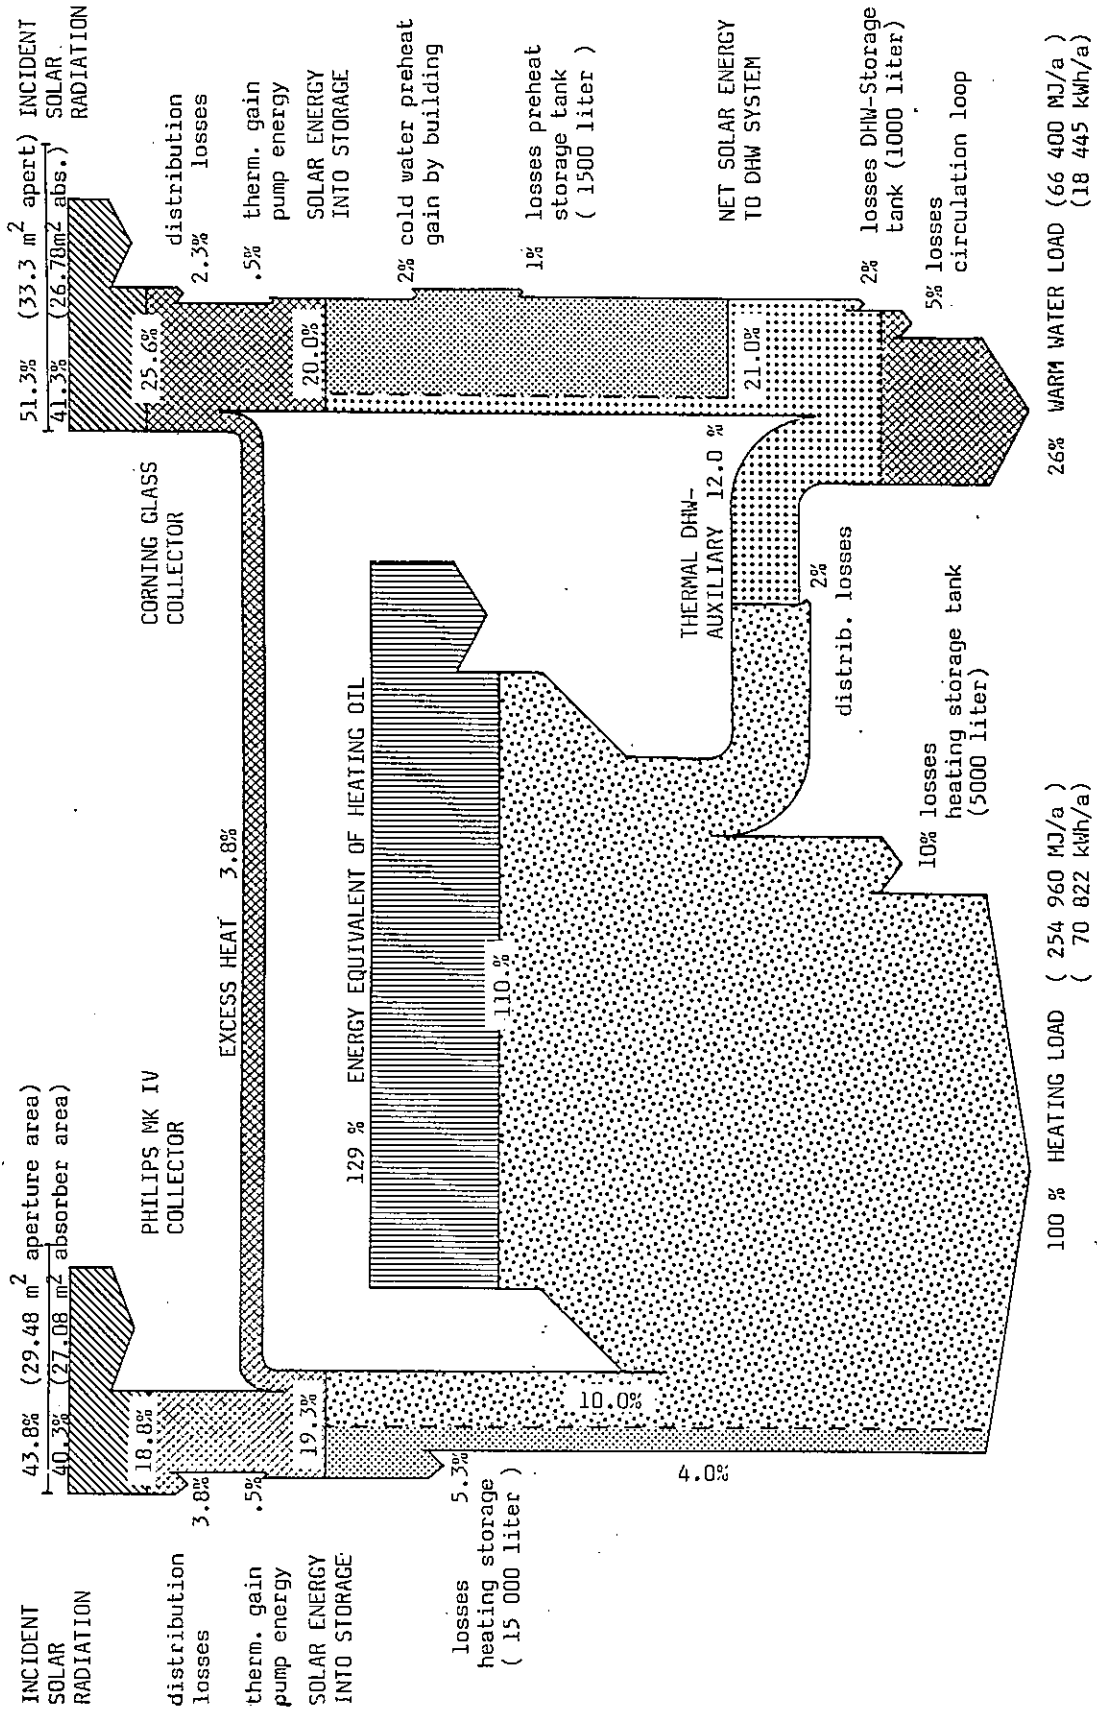 INCIDENT
SOLAR
RADIATION
43.8% (29.48 m² aperture area)
40.3% (27.08 m² absorber area)
51.3% (33.3 m² apert)
41.3% (26.78m² abs.)
INCIDENT
SOLAR
RADIATION
PHILIPS MK IV
COLLECTOR
CORNING GLASS
COLLECTOR
18.8%
25.6%
distribution
losses
3.8%
distribution
losses
2.3%
therm. gain
pump energy
.5%
EXCESS HEAT 3.8%
.5% therm. gain
pump energy
SOLAR ENERGY
INTO STORAGE
19.3%
20.0%
SOLAR ENERGY
INTO STORAGE
129 % ENERGY EQUIVALENT OF HEATING OIL
2% cold water preheat
gain by building
5.3%
losses
heating storage
( 15 000 liter )
110 %
1% losses preheat
storage tank
( 1500 liter )
10.0%
4.0%
THERMAL DHW-
AUXILIARY 12.0 %
21.0%
NET SOLAR ENERGY
TO DHW SYSTEM
2%
distrib. losses
2% losses DHW-Storage
tank (1000 liter)
10% losses
heating storage tank
(5000 liter)
5% losses
circulation loop
100 % HEATING LOAD ( 254 960 MJ/a )
( 70 822 kWh/a)
26% WARM WATER LOAD (66 400 MJ/a )
(18 445 kWh/a)